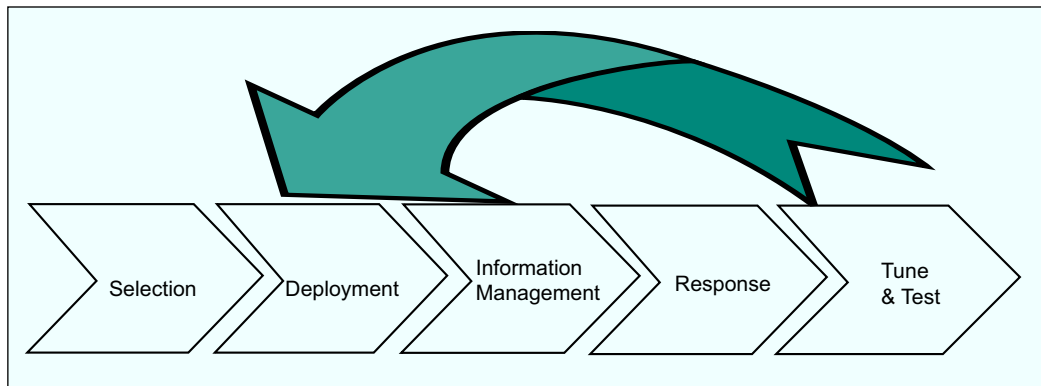 Selection
Deployment
Information
Management
Response
Tune
& Test